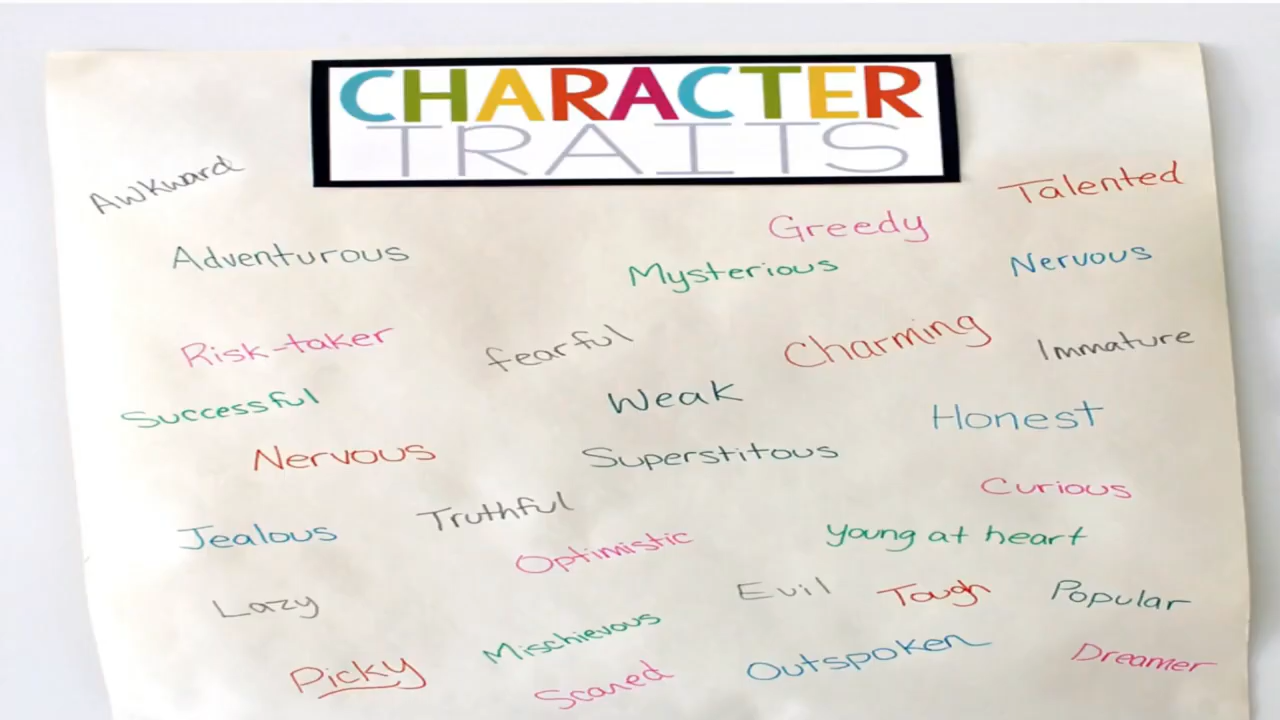 CHARACTER
TRAITS
Awkward
Talented
Greedy
Adventurous
Mysterious
Nervous
Risk-taker
fearful
Charming
Immature
Successful
Weak
Honest
Nervous
Superstitous
Curious
Truthful
Jealous
Optimistic
Young at heart
Lazy
Evil
Tough
Popular
Mischievous
Picky
Scared
Outspoken
Dreamer